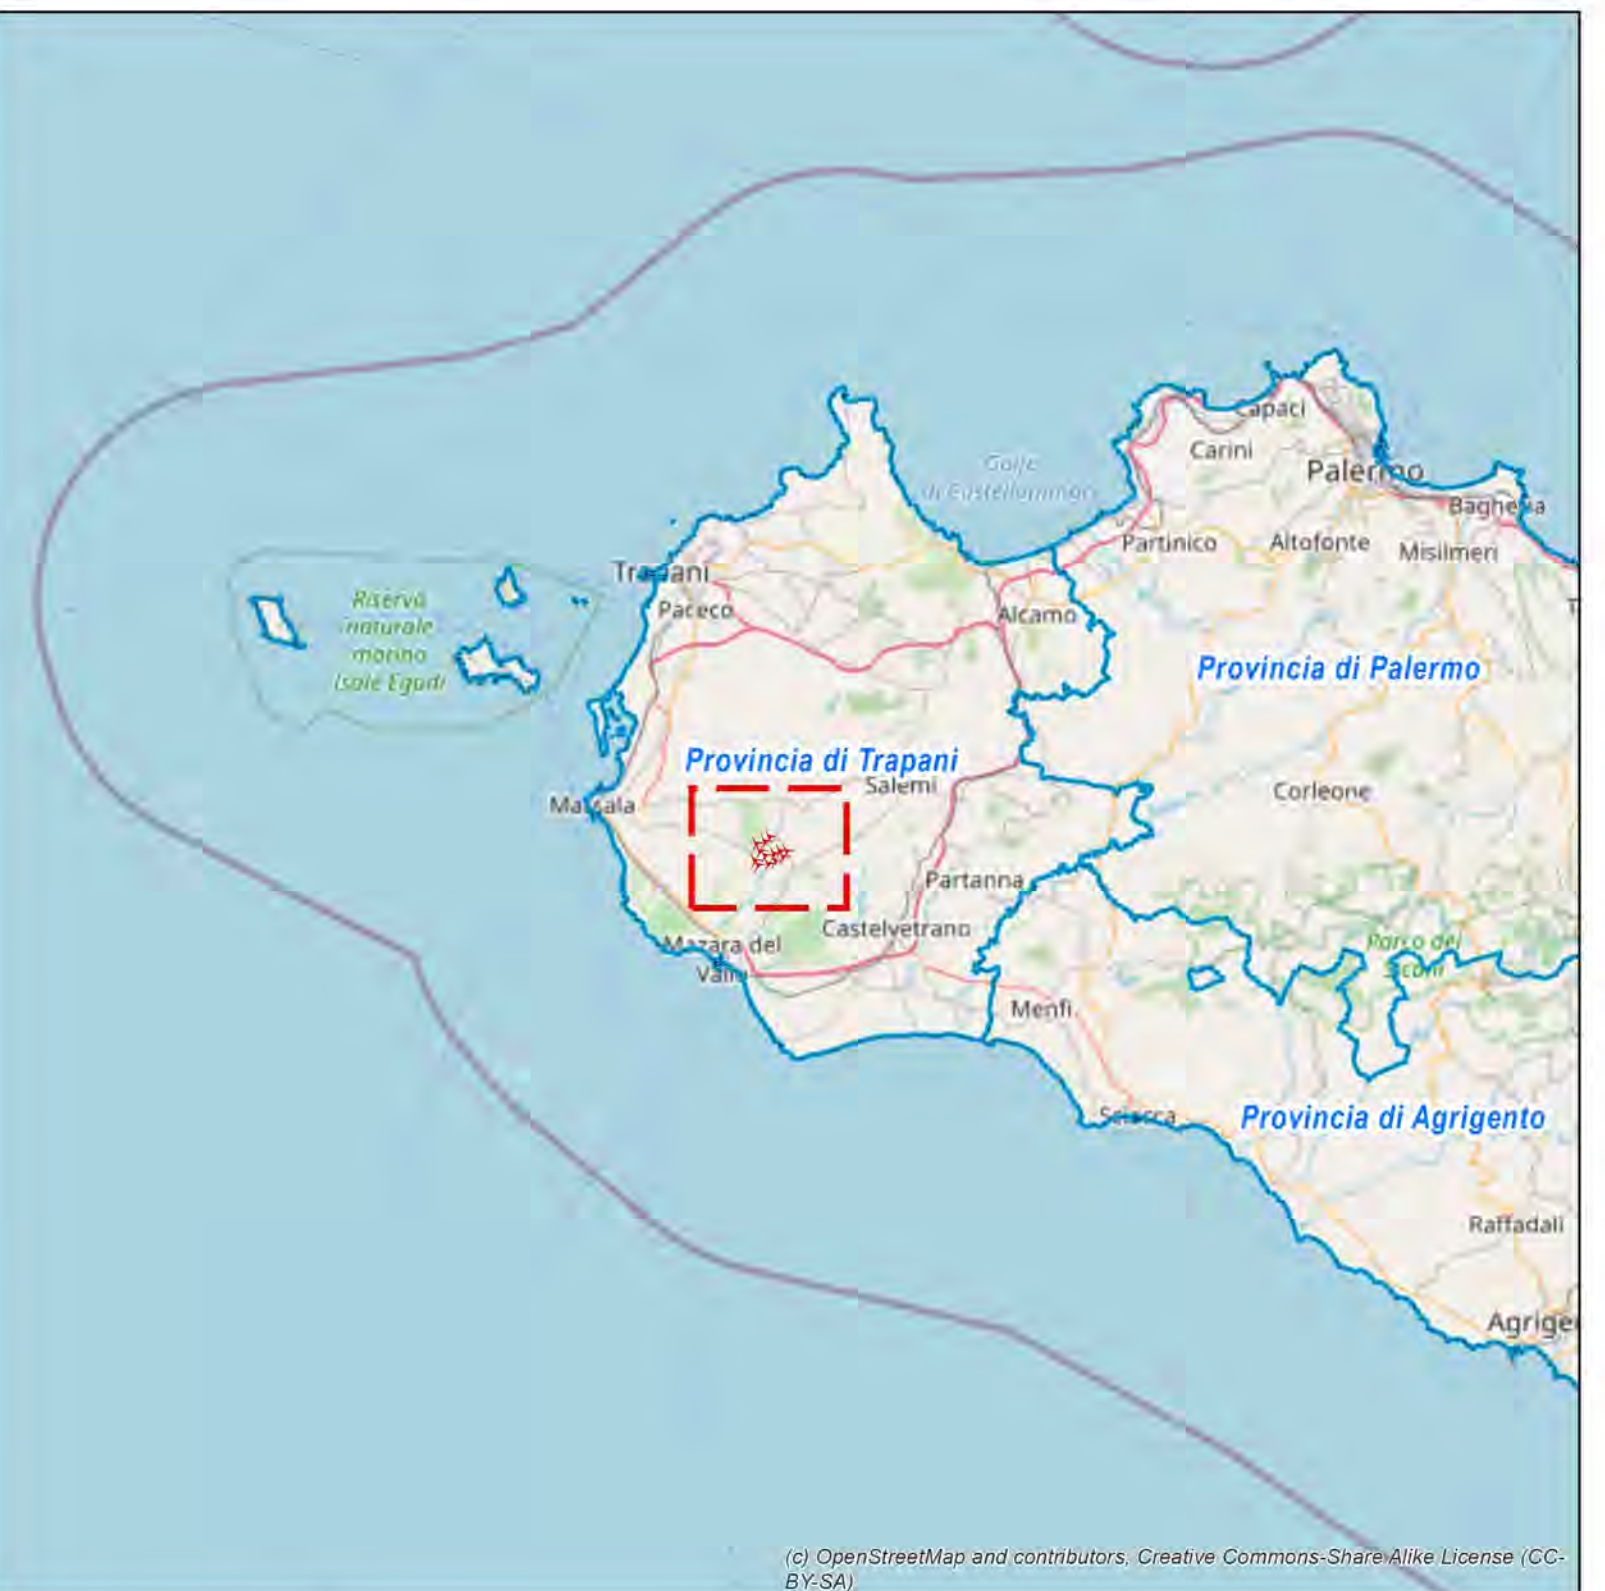 Capaci
Carini
Palermo
Golfo
di Castellammare
Bagheria
Partinico
Altofonte
Misilmeri
Trapani
Riserva
naturale
marina
Isole Egadi
Paceco
Alcamo
Provincia di Palermo
Provincia di Trapani
Salemi
Corleone
Marsala
Partanna
Castelvetrano
Mazara del
Vallo
Parco dei
Sicani
Menfi
Sciacca
Provincia di Agrigento
Raffadali
Agrige
(c) OpenStreetMap and contributors, Creative Commons-Share Alike License (CC-
BY-SA)